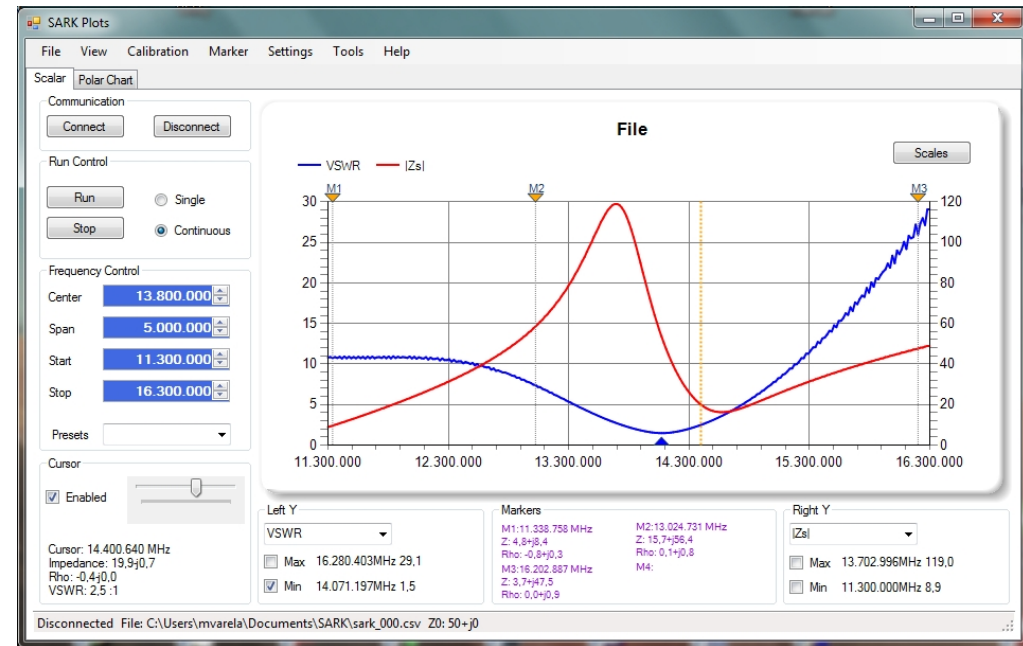 SARK Plots
File View Calibration Marker Settings Tools Help
Scalar Polar Chart
Communication
Connect Disconnect
Run Control
Run Single
Stop Continuous
Frequency Control
Center 13.800.000
Span 5.000.000
Start 11.300.000
Stop 16.300.000
Presets
Cursor
Enabled
Cursor: 14.400.640 MHz
Impedance: 19,9-j0,7
Rho: -0,4-j0,0
VSWR: 2,5 :1
File
Scales
VSWR |Zs|
M1 M2 M3
30 120
25 100
20 80
15 60
10 40
5 20
0 0
11.300.000 12.300.000 13.300.000 14.300.000 15.300.000 16.300.000
Left Y
VSWR
Max 16.280.403MHz 29,1
Min 14.071.197MHz 1,5
Markers
M1:11.338.758 MHz
Z: 4,8+j8,4
Rho: -0,8+j0,3
M3:16.202.887 MHz
Z: 3,7+j47,5
Rho: 0,0+j0,9
M2:13.024.731 MHz
Z: 15,7+j56,4
Rho: 0,1+j0,8
M4:
Right Y
|Zs|
Max 13.702.996MHz 119,0
Min 11.300.000MHz 8,9
Disconnected File: C:\Users\mvarela\Documents\SARK\sark_000.csv Z0: 50+j0